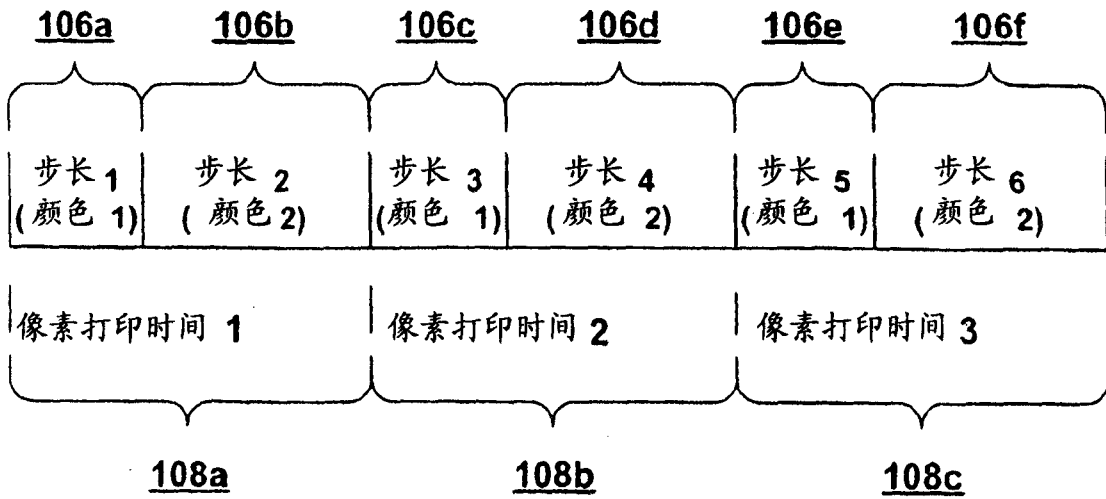 106a 106b 106c 106d 106e 106f
步长 1 步长 2 步长 3 步长 4 步长 5 步长 6
(颜色 1) (颜色 2) (颜色 1) (颜色 2) (颜色 1) (颜色 2)
像素打印时间 1 像素打印时间 2 像素打印时间 3
108a 108b 108c